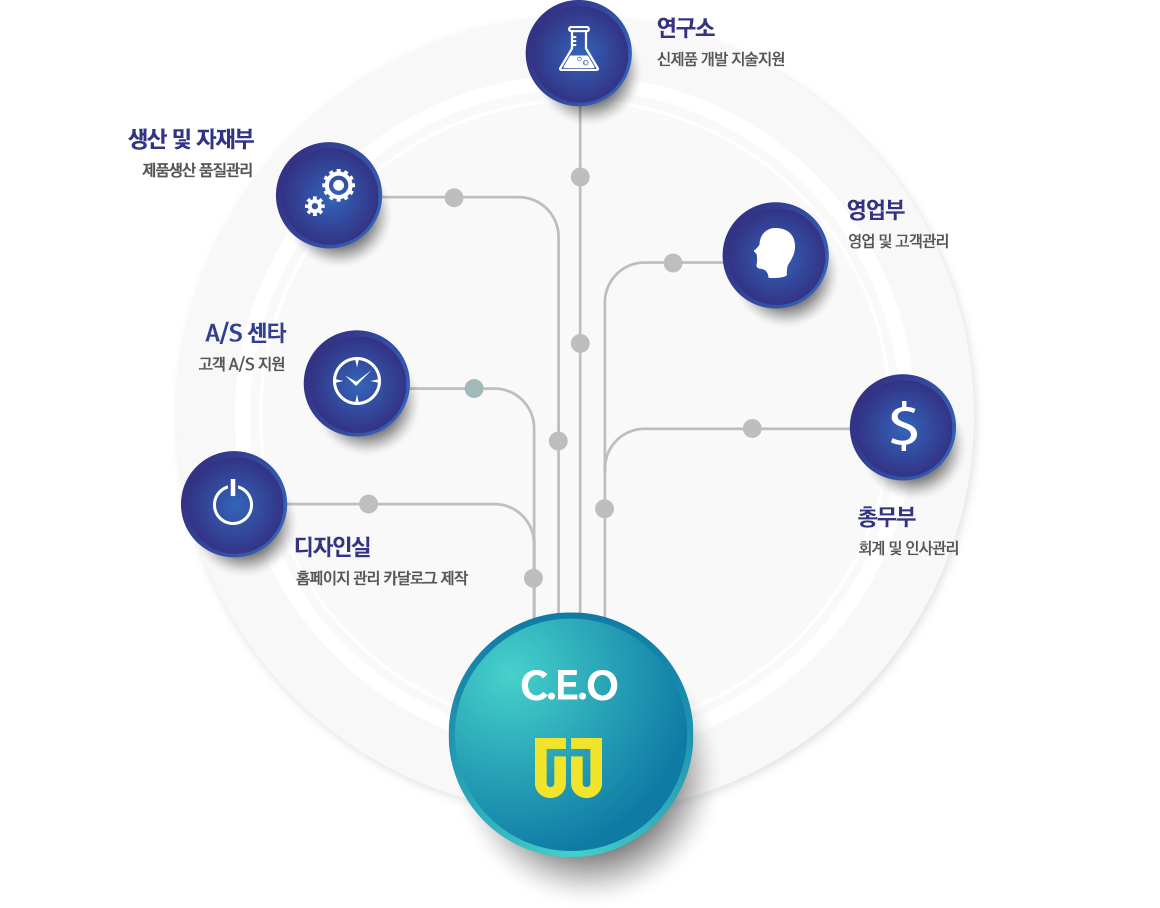 연구소
신제품 개발 지술지원
생산 및 자재부
제품생산 품질관리
영업부
영업 및 고객관리
A/S 센타
고객 A/S 지원
$
총무부
회계 및 인사관리
디자인실
홈페이지 관리 카달로그 제작
C.E.O